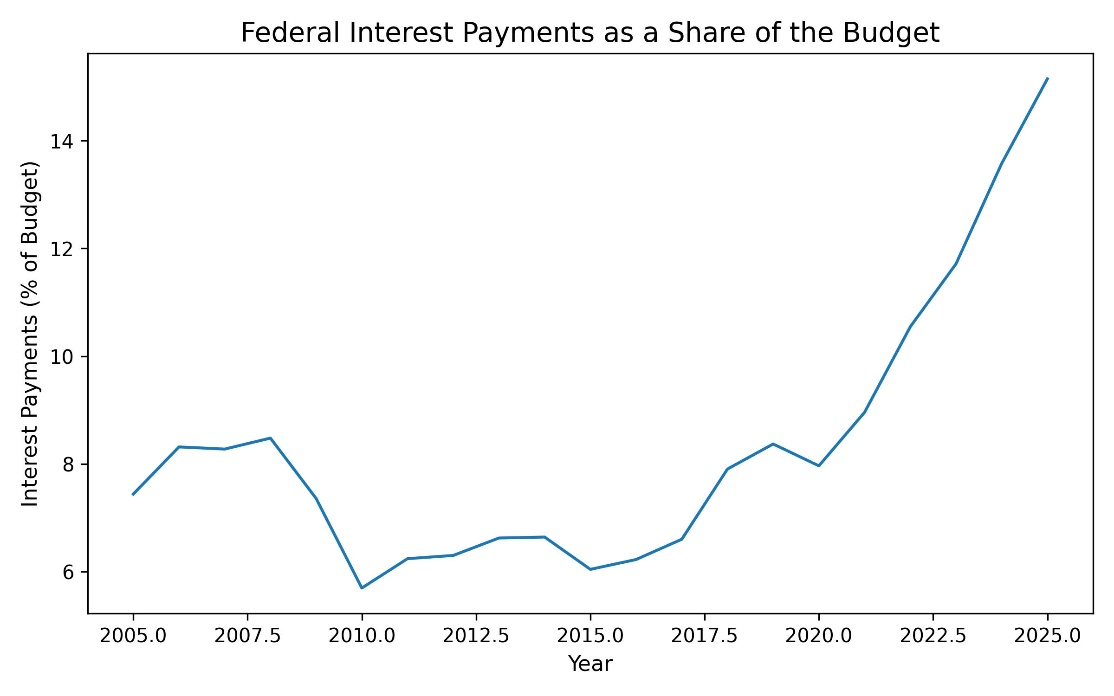 Federal Interest Payments as a Share of the Budget
Interest Payments (% of Budget)
14
12
10
8
6
2005.0 2007.5 2010.0 2012.5 2015.0 2017.5 2020.0 2022.5 2025.0
Year